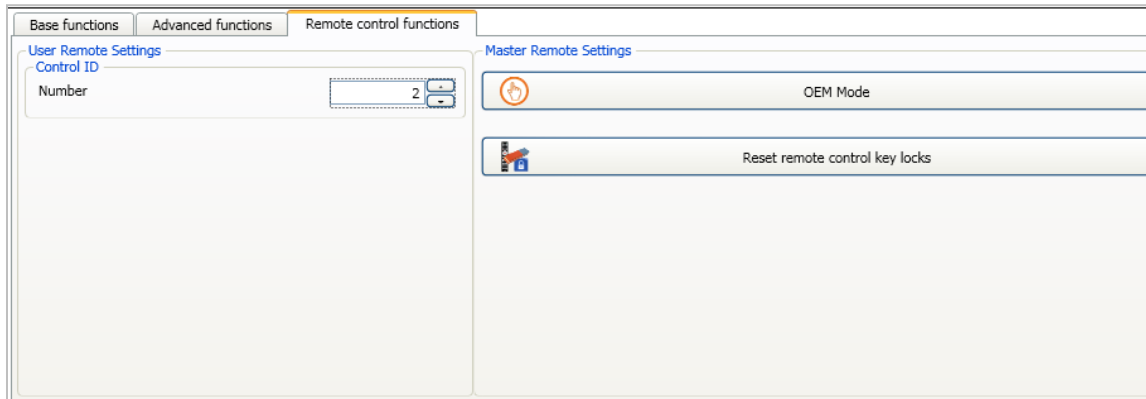 Base functions
Advanced functions
Remote control functions
User Remote Settings
Control ID
Number
2
Master Remote Settings
OEM Mode
Reset remote control key locks